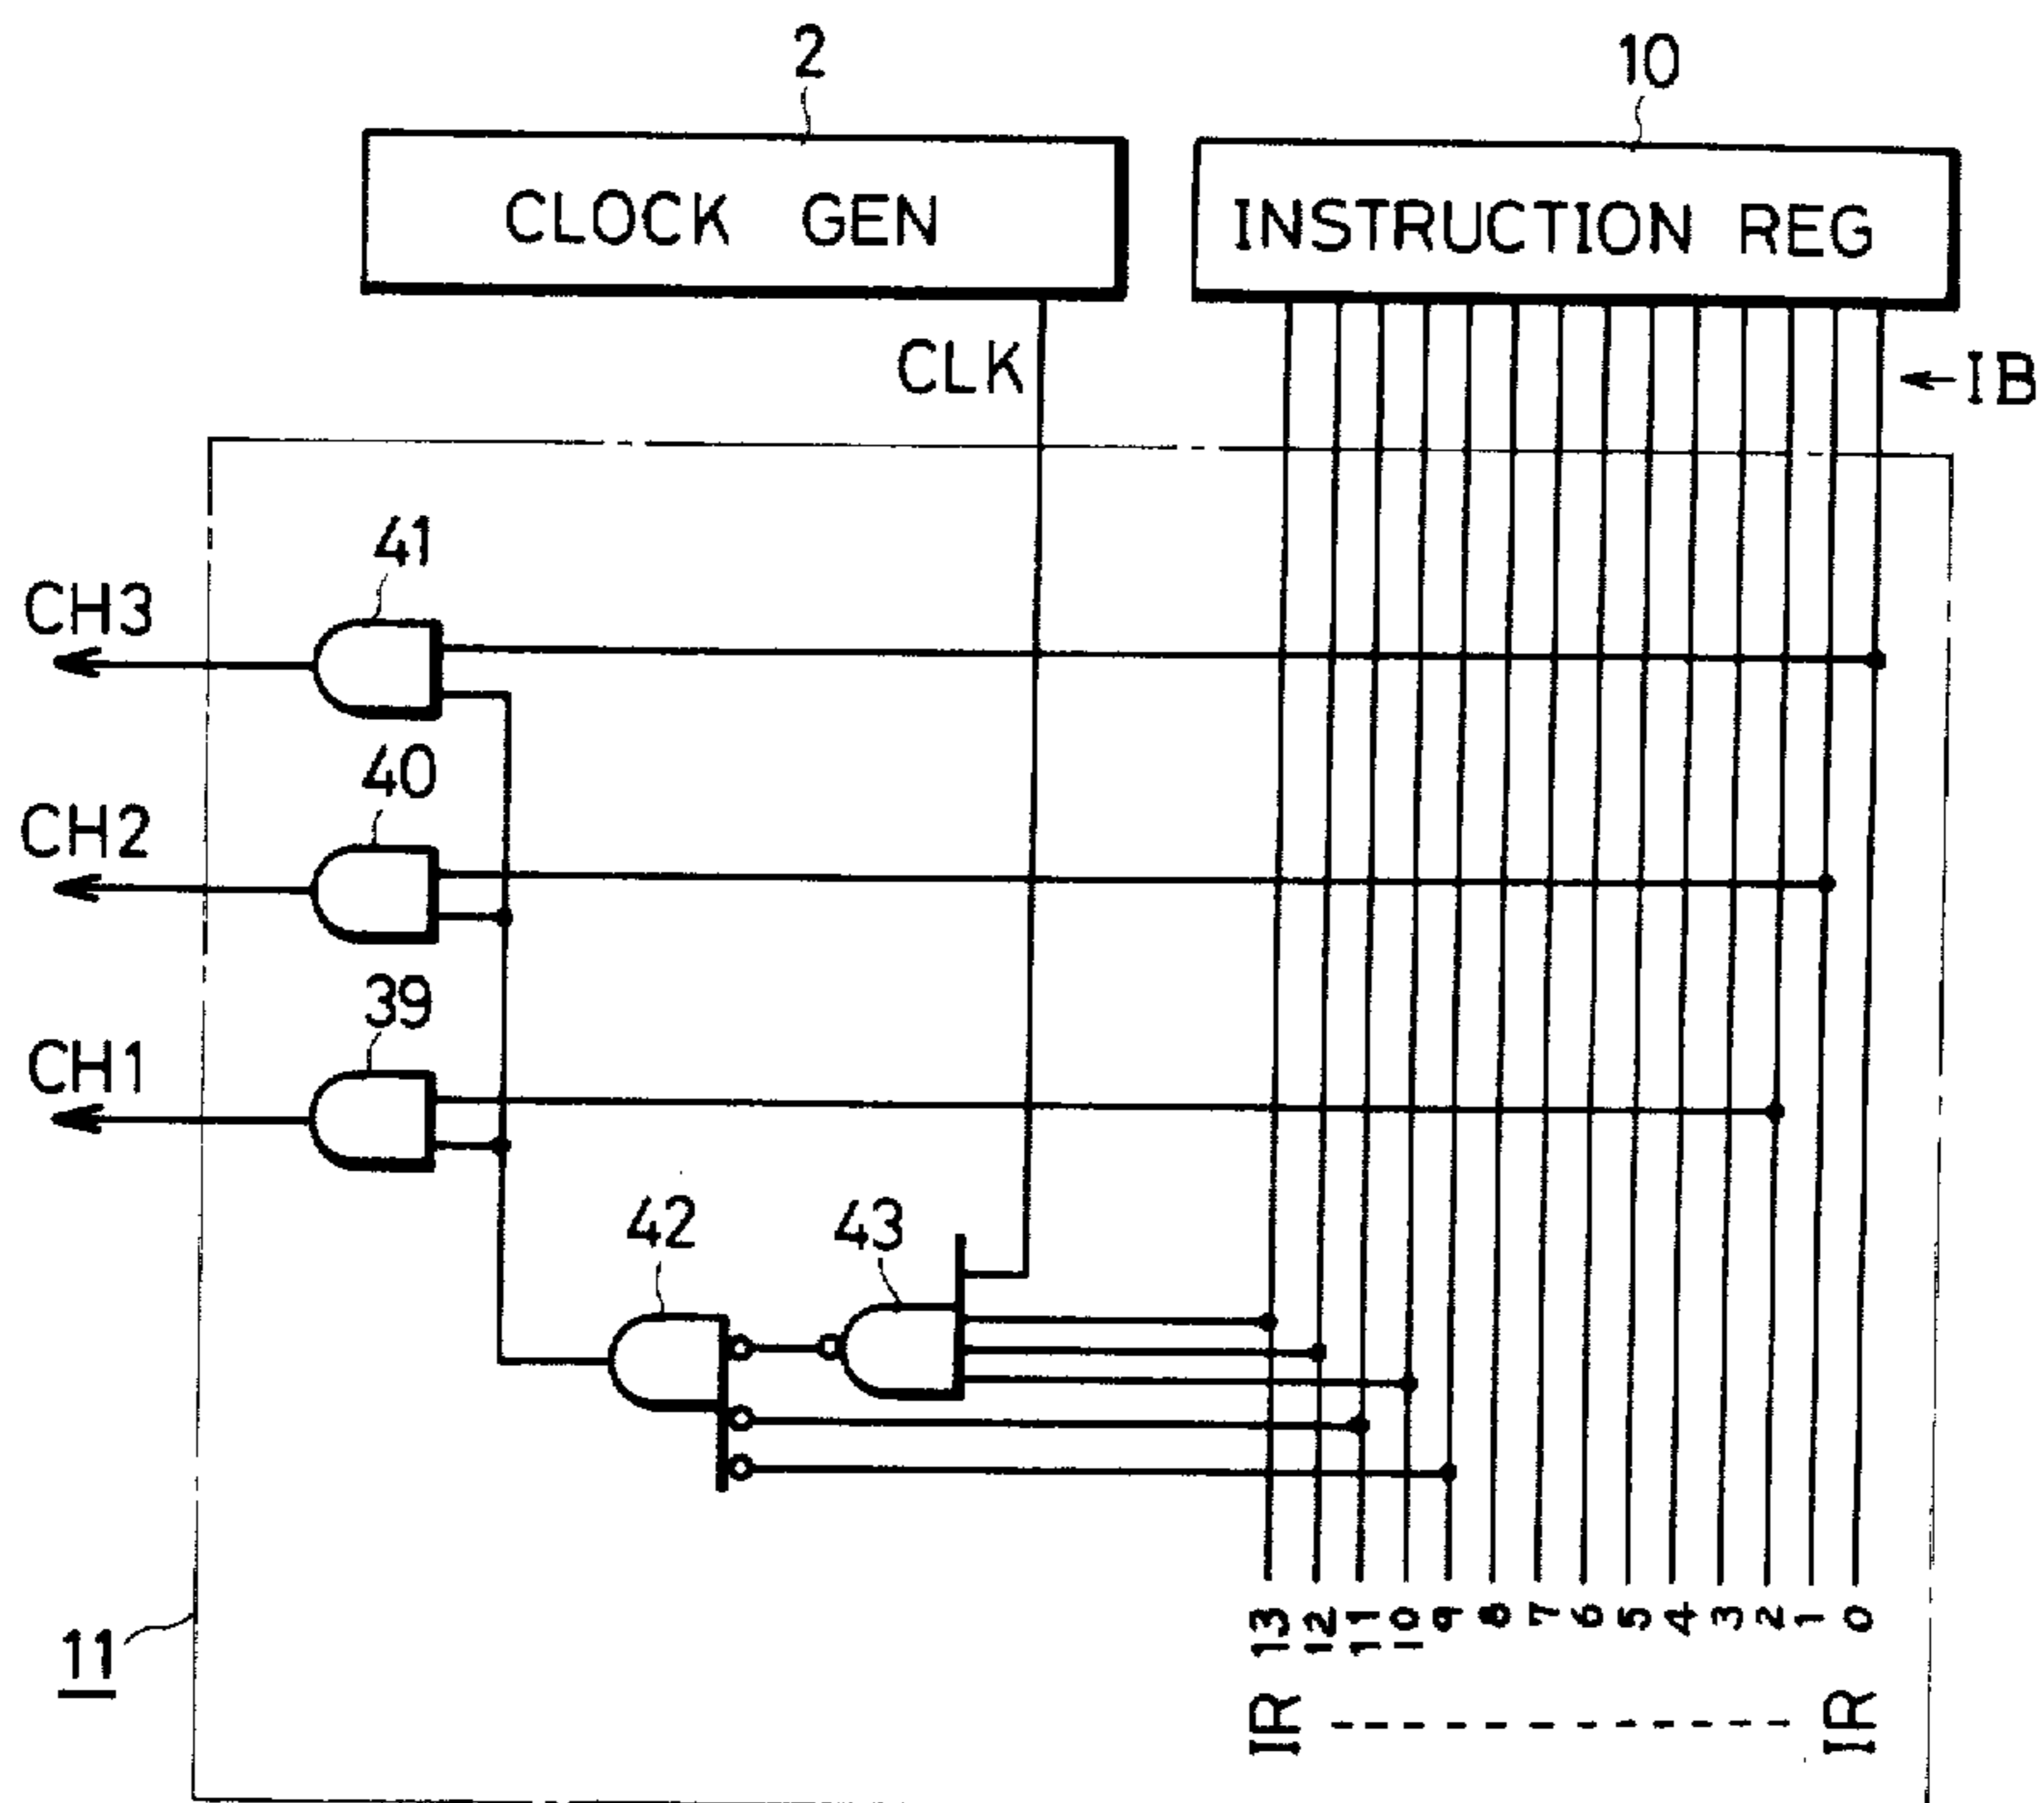 2
10
CLOCK GEN
INSTRUCTION REG
CLK
IB
41
CH3
40
CH2
39
CH1
42
43
11
13 12 11 10 9 8 7 6 5 4 3 2 1 0
IR - - - - - - - - - - - IR